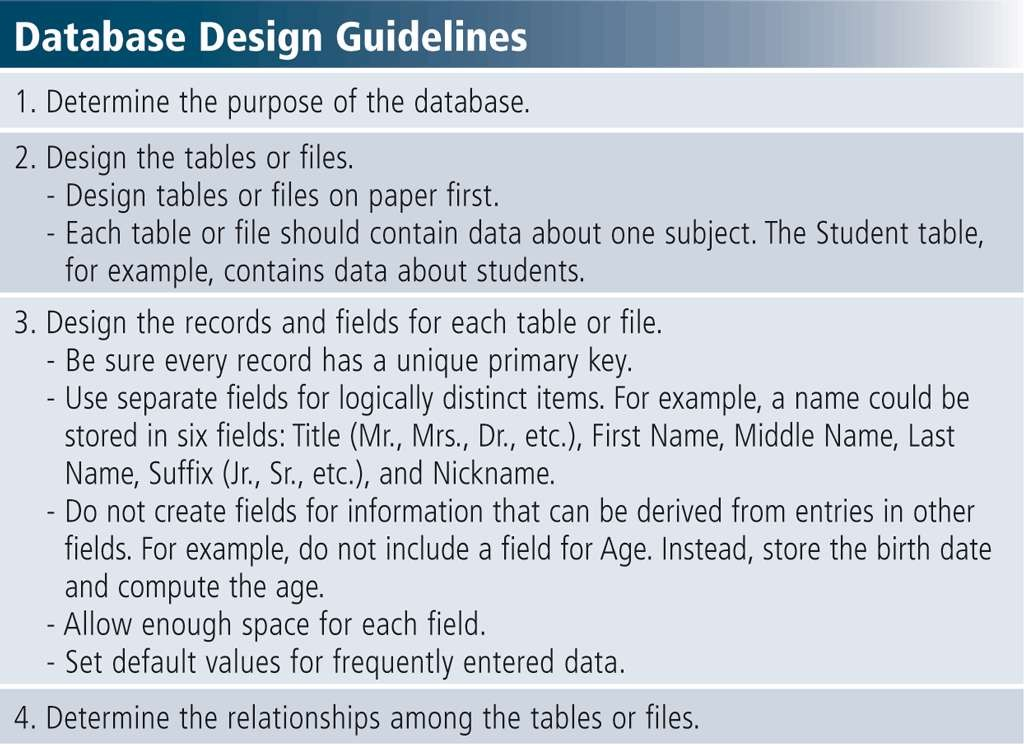 Database Design Guidelines
1. Determine the purpose of the database.
2. Design the tables or files.
- Design tables or files on paper first.
- Each table or file should contain data about one subject. The Student table,
for example, contains data about students.
3. Design the records and fields for each table or file.
- Be sure every record has a unique primary key.
- Use separate fields for logically distinct items. For example, a name could be
stored in six fields: Title (Mr., Mrs., Dr., etc.), First Name, Middle Name, Last
Name, Suffix (Jr., Sr., etc.), and Nickname.
- Do not create fields for information that can be derived from entries in other
fields. For example, do not include a field for Age. Instead, store the birth date
and compute the age.
- Allow enough space for each field.
- Set default values for frequently entered data.
4. Determine the relationships among the tables or files.